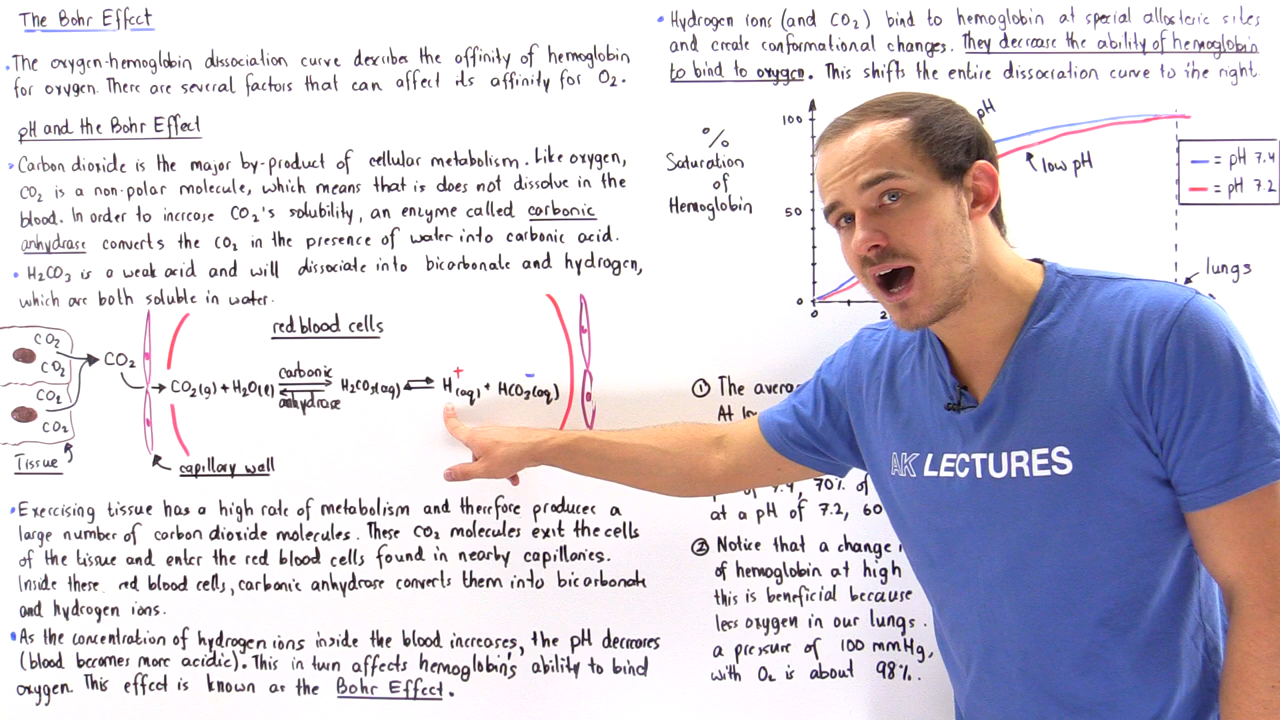 The Bohr Effect
• The oxygen-hemoglobin dissociation curve describes the affinity of hemoglobin
for oxygen. There are several factors that can affect its affinity for O2.
pH and the Bohr Effect
• Carbon dioxide is the major by-product of cellular metabolism. Like oxygen,
CO2 is a non-polar molecule, which means that is does not dissolve in the
blood. In order to increase CO2's solubility, an enzyme called carbonic
anhydrase converts the CO2 in the presence of water into carbonic acid.
• H2CO3 is a weak acid and will dissociate into bicarbonate and hydrogen,
which are both soluble in water.
red blood cells
CO2
CO2
CO2
CO2
CO2
CO2(g) + H2O(l) carbonic anhydrase H2CO3(aq) ⇌ H+(aq) + HCO3-(aq)
Tissue
capillary wall
• Exercising tissue has a high rate of metabolism and therefore produces a
large number of carbon dioxide molecules. These CO2 molecules exit the cells
of the tissue and enter the red blood cells found in nearby capillaries.
Inside these red blood cells, carbonic anhydrase converts them into bicarbonate
and hydrogen ions.
• As the concentration of hydrogen ions inside the blood increases, the pH decreases
(blood becomes more acidic). This in turn affects hemoglobin's ability to bind
oxygen. This effect is known as the Bohr Effect.
• Hydrogen ions (and CO2) bind to hemoglobin at special allosteric sites
and create conformational changes. They decrease the ability of hemoglobin
to bind to oxygen. This shifts the entire dissociation curve to the right.
% Saturation of Hemoglobin
100
50
0
0
2
pH
low pH
= pH 7.4
= pH 7.2
lungs
① The
At
of 7.4, 70% of
at a pH of 7.2, 60
② Notice that a change
of hemoglobin at high
this is beneficial because
less oxygen in our lungs.
a pressure of 100 mmHg,
with O2 is about 98%.
AK LECTURES